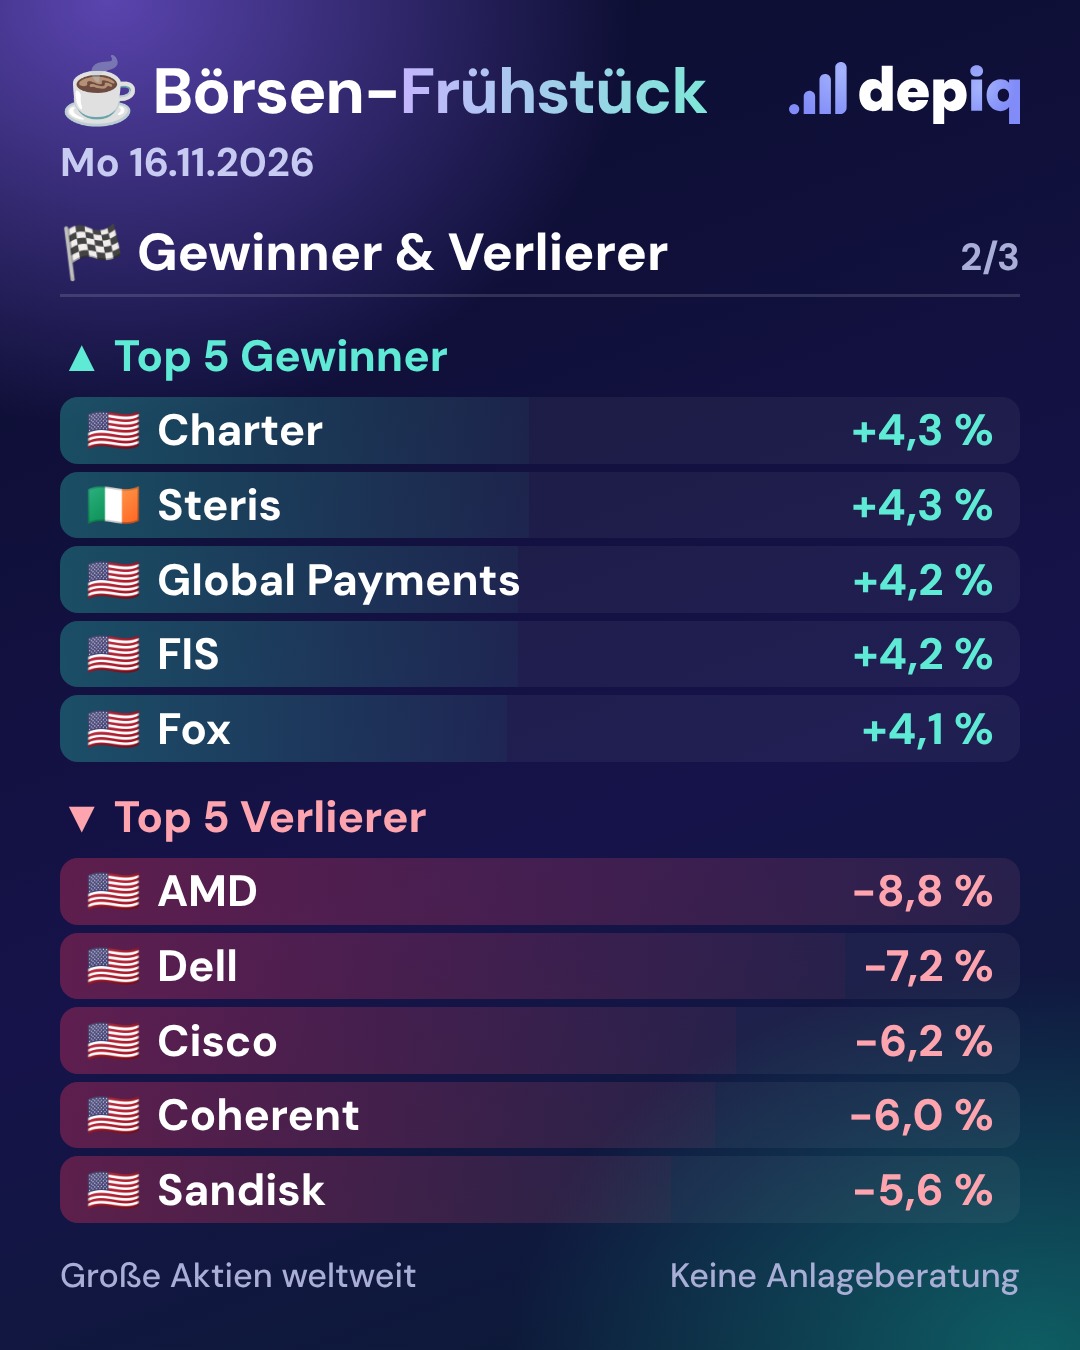 Börsen-Frühstück
depiq
Mo 16.11.2026
Gewinner & Verlierer
2/3
▲ Top 5 Gewinner
Charter +4,3 %
Steris +4,3 %
Global Payments +4,2 %
FIS +4,2 %
Fox +4,1 %
▼ Top 5 Verlierer
AMD −8,8 %
Dell −7,2 %
Cisco −6,2 %
Coherent −6,0 %
Sandisk −5,6 %
Große Aktien weltweit
Keine Anlageberatung